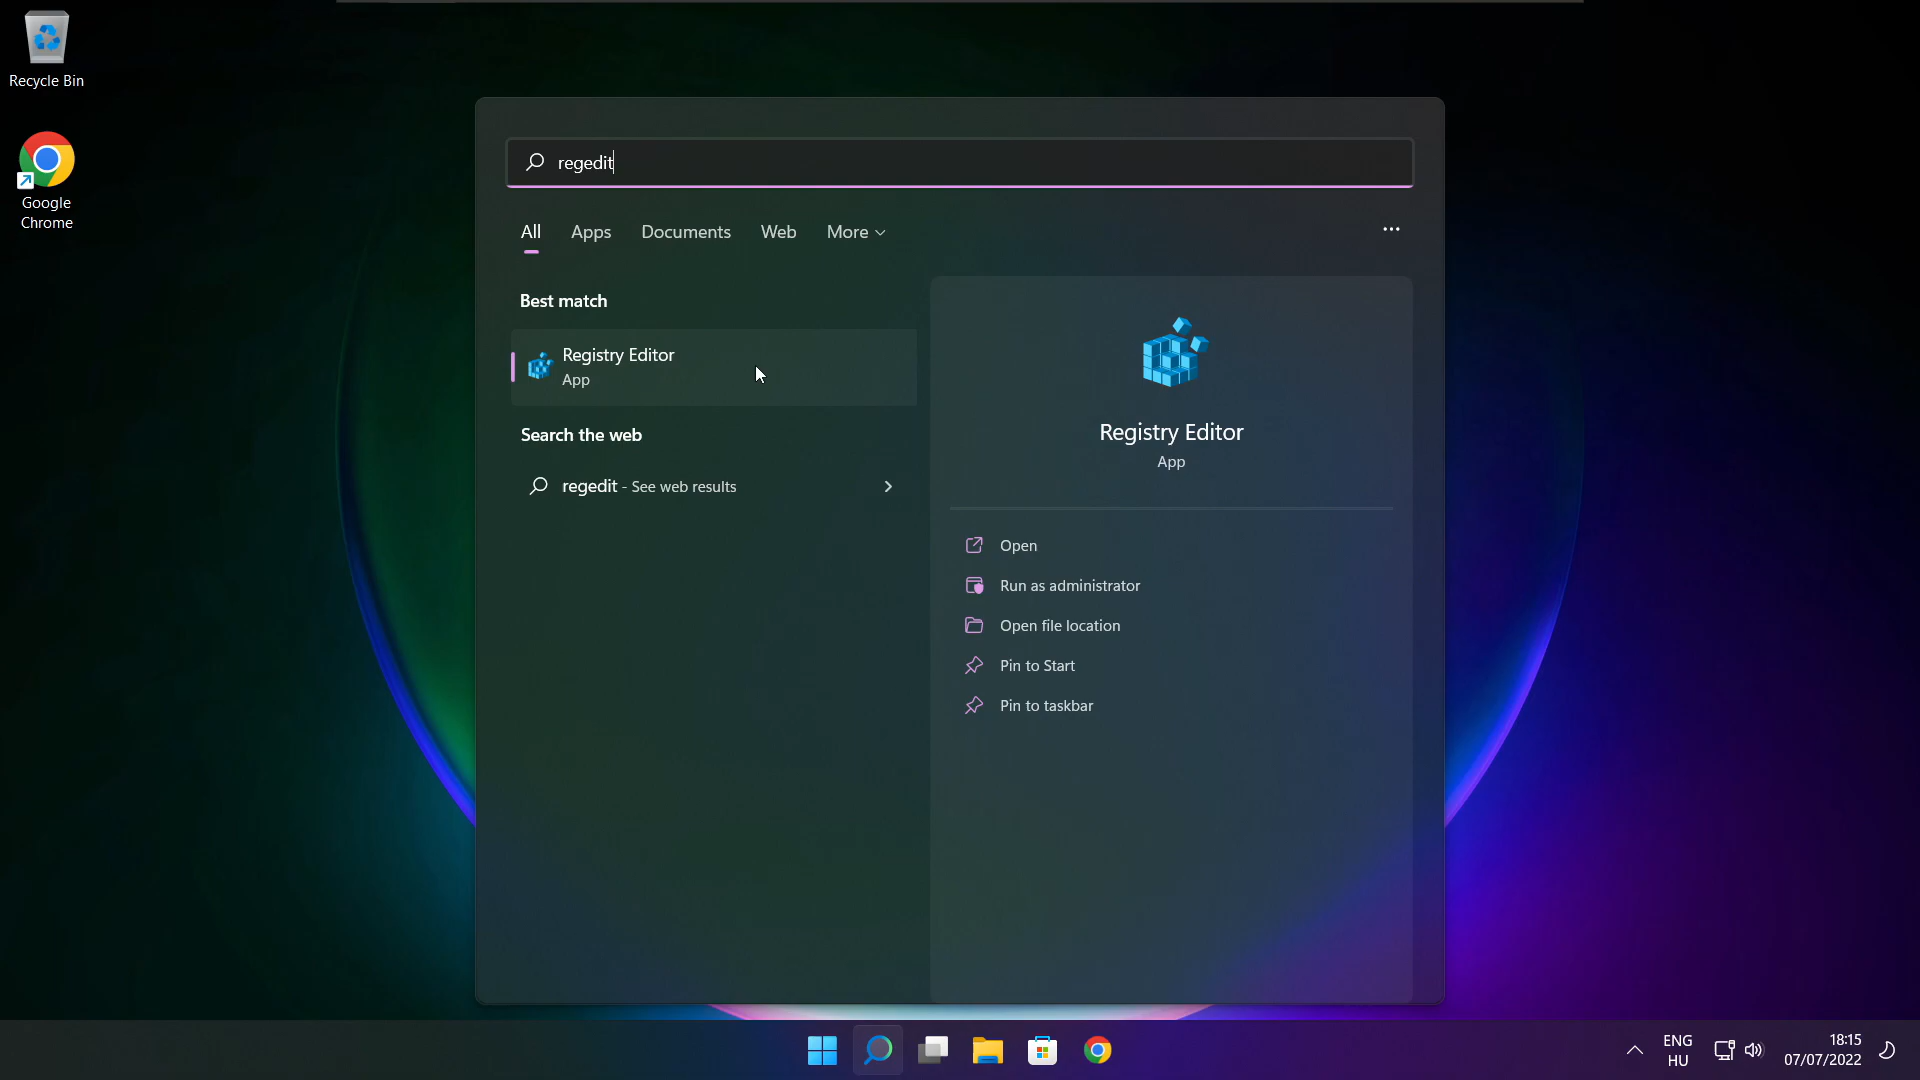 Recycle Bin
Google
Chrome
regedit
All Apps Documents Web More
Best match
Registry Editor
App
Search the web
regedit - See web results
Registry Editor
App
Open
Run as administrator
Open file location
Pin to Start
Pin to taskbar
ENG
HU
18:15
07/07/2022